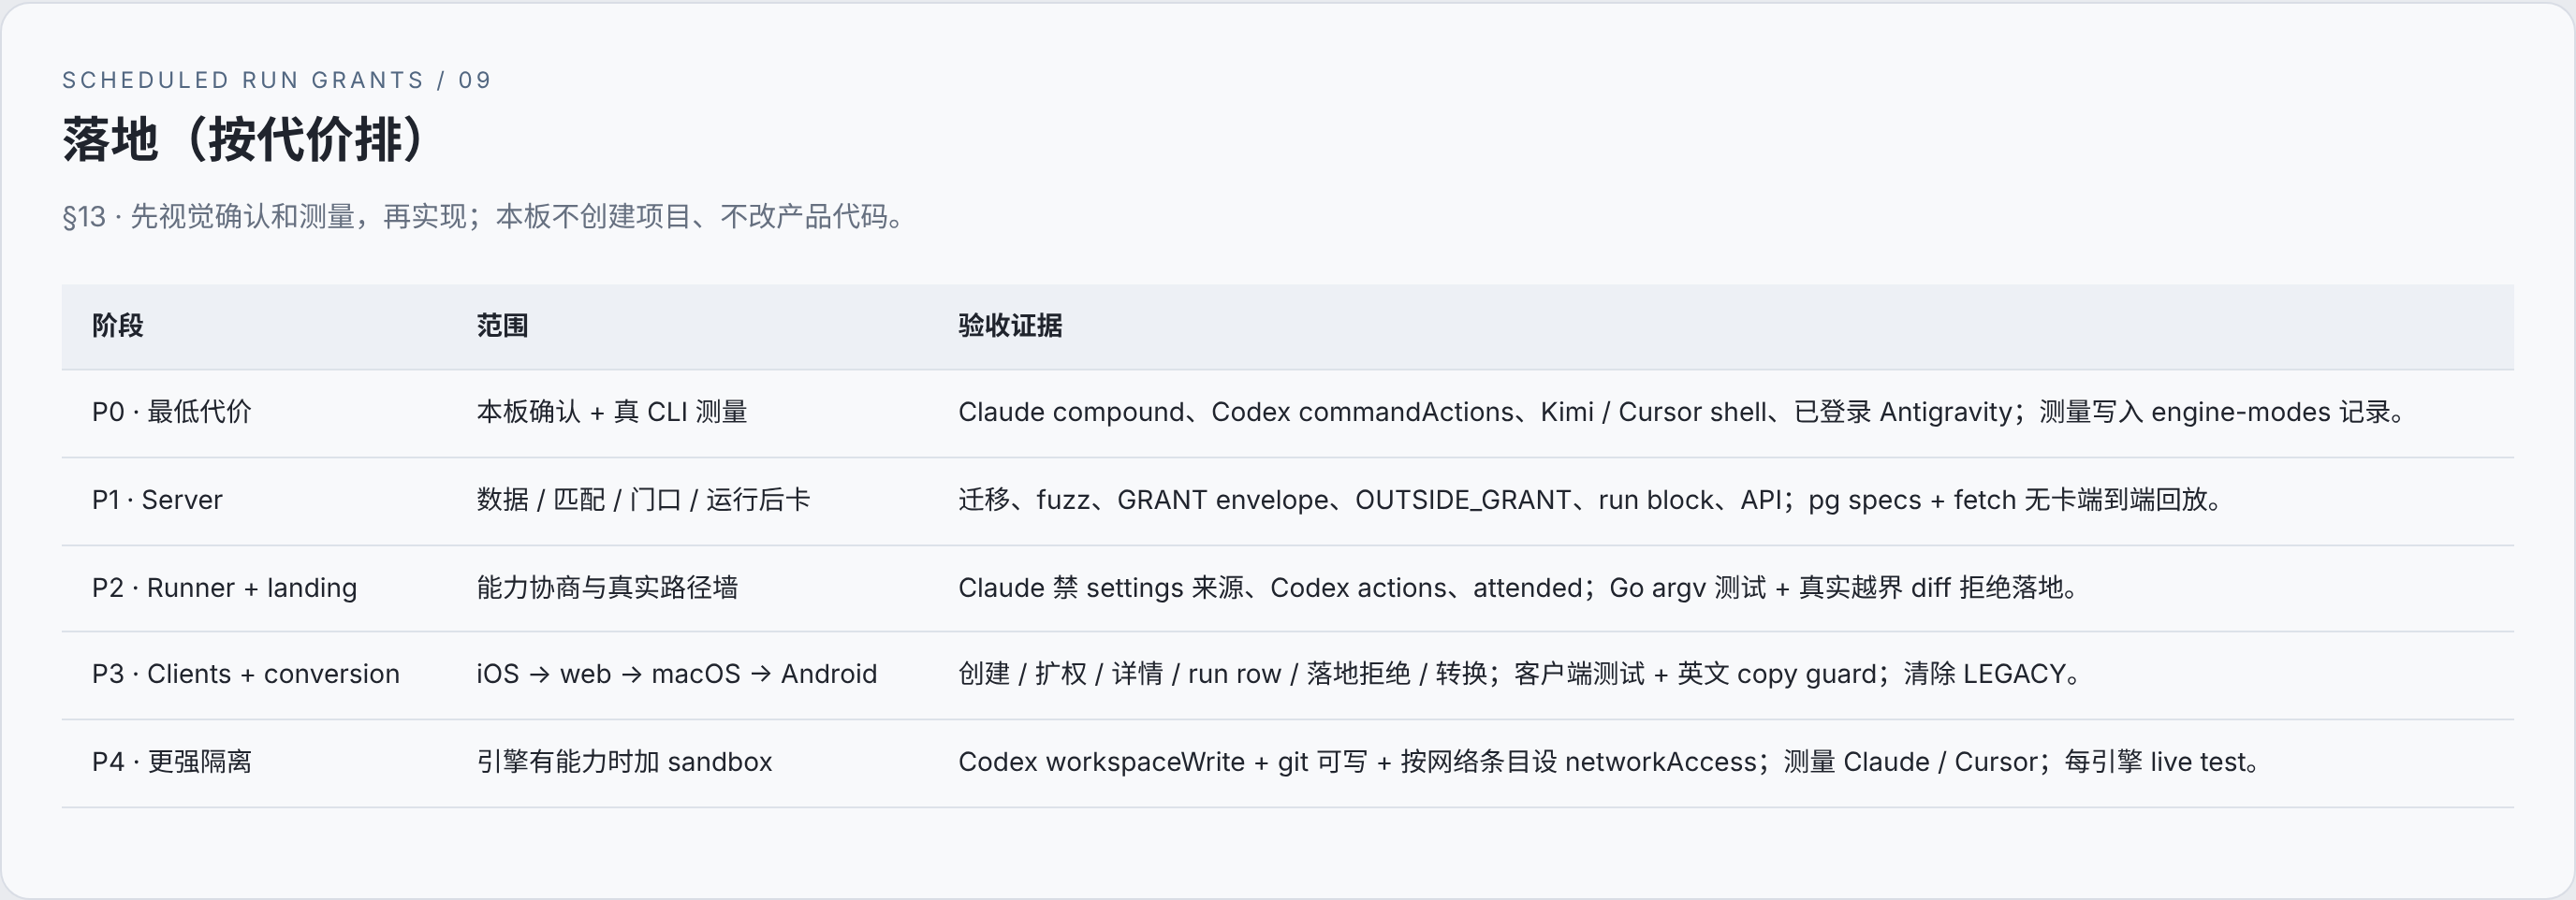 SCHEDULED RUN GRANTS / 09
落地（按代价排）
§13 · 先视觉确认和测量，再实现；本板不创建项目、不改产品代码。
阶段 范围 验收证据
P0 · 最低代价 本板确认 + 真 CLI 测量 Claude compound、Codex commandActions、Kimi / Cursor shell、已登录 Antigravity；测量写入 engine-modes 记录。
P1 · Server 数据 / 匹配 / 门口 / 运行后卡 迁移、fuzz、GRANT envelope、OUTSIDE_GRANT、run block、API；pg specs + fetch 无卡端到端回放。
P2 · Runner + landing 能力协商与真实路径墙 Claude 禁 settings 来源、Codex actions、attended；Go argv 测试 + 真实越界 diff 拒绝落地。
P3 · Clients + conversion iOS → web → macOS → Android 创建 / 扩权 / 详情 / run row / 落地拒绝 / 转换；客户端测试 + 英文 copy guard；清除 LEGACY。
P4 · 更强隔离 引擎有能力时加 sandbox Codex workspaceWrite + git 可写 + 按网络条目设 networkAccess；测量 Claude / Cursor；每引擎 live test。